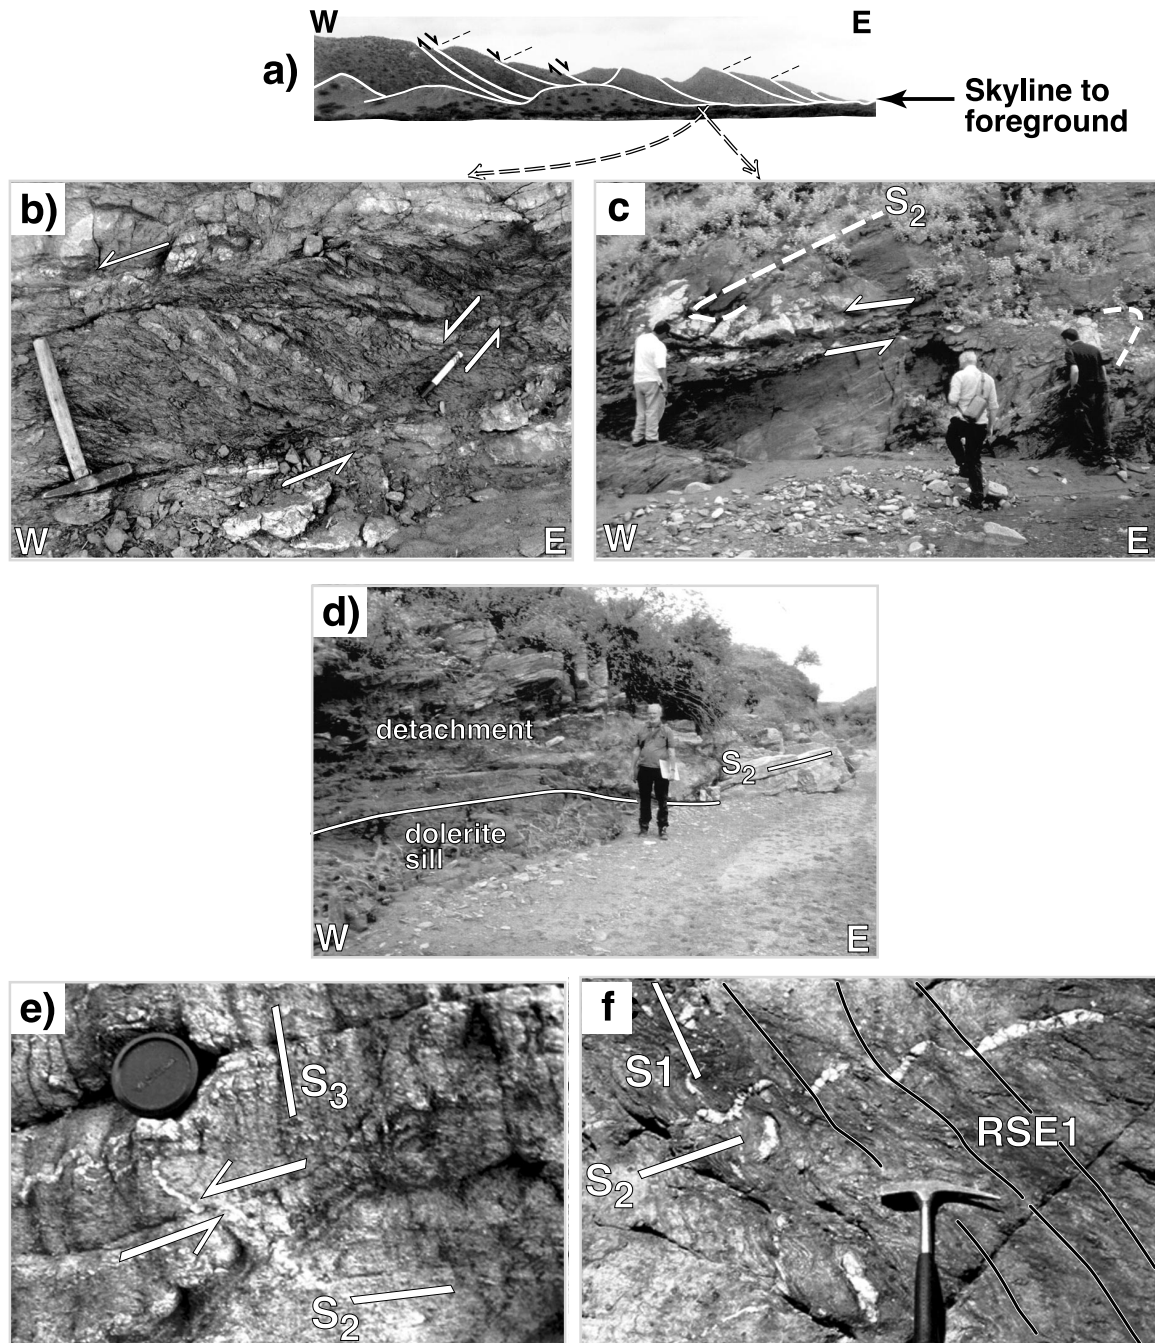 W
E
a)
Skyline to
foreground
b)
W
E
c
S2
W
E
d)
detachment
S2
dolerite
sill
W
E
e)
S3
S2
f
S1
S2
RSE1